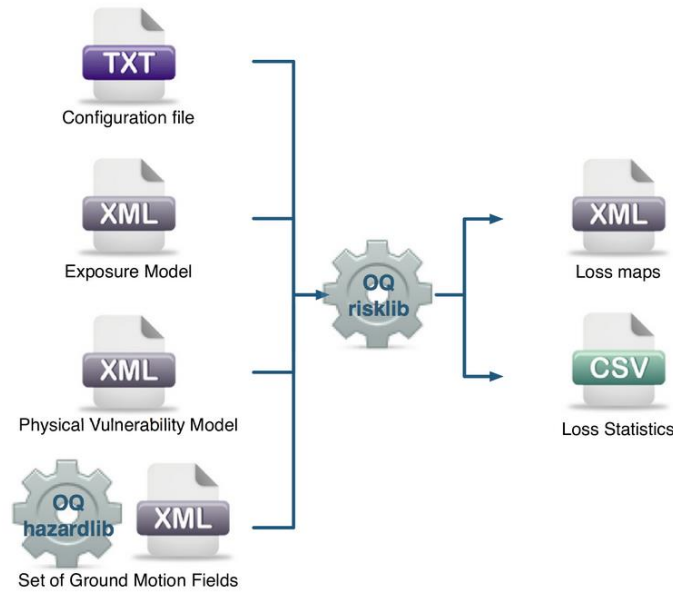 TXT
Configuration file
XML
Exposure Model
XML
Physical Vulnerability Model
OQ
hazardlib
XML
Set of Ground Motion Fields
OQ
risklib
XML
Loss maps
CSV
Loss Statistics